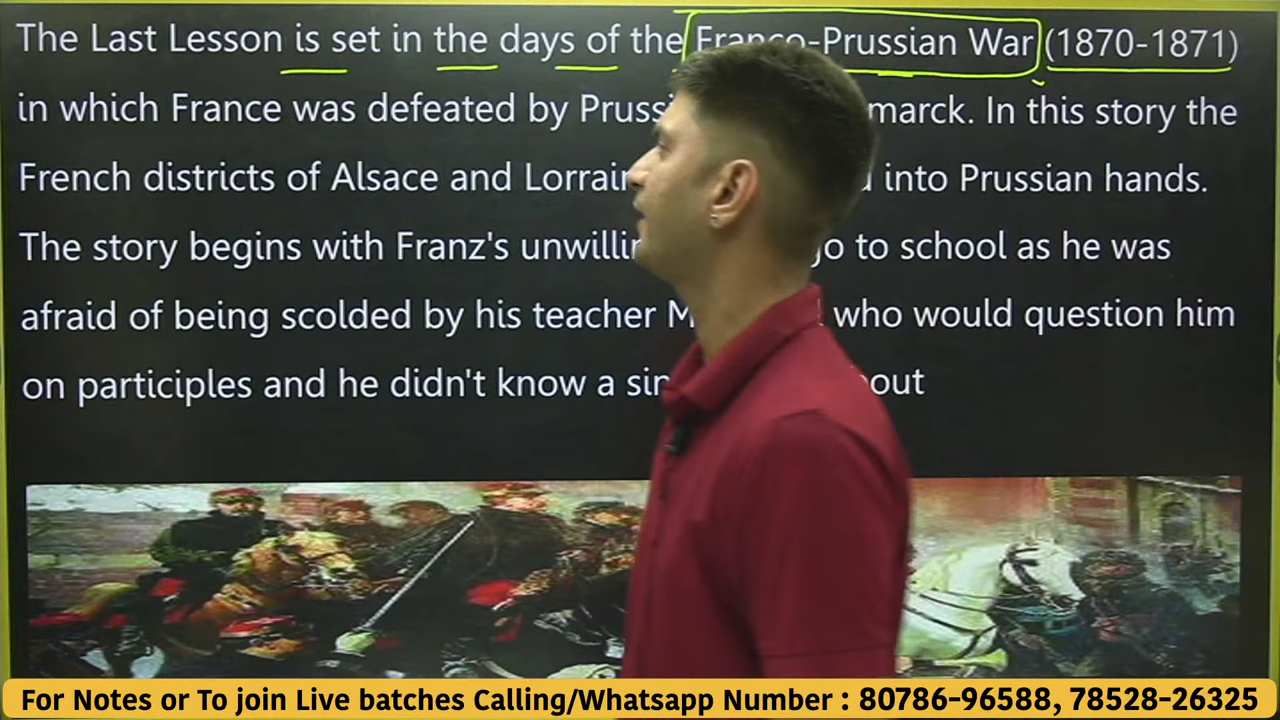 The Last Lesson is set in the days of the Franco-Prussian War (1870-1871)
in which France was defeated by Prussi marck. In this story the
French districts of Alsace and Lorrain into Prussian hands.
The story begins with Franz's unwillin go to school as he was
afraid of being scolded by his teacher M who would question him
on participles and he didn't know a sin out
For Notes or To join Live batches Calling/Whatsapp Number : 80786-96588, 78528-26325